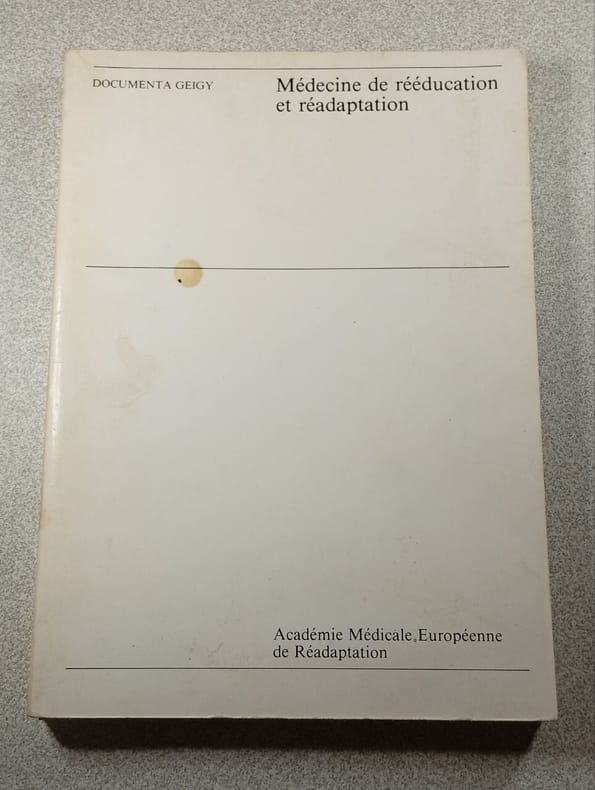 DOCUMENTA GEIGY
Médecine de rééducation
et réadaptation
Académie Médicale Européenne
de Réadaptation